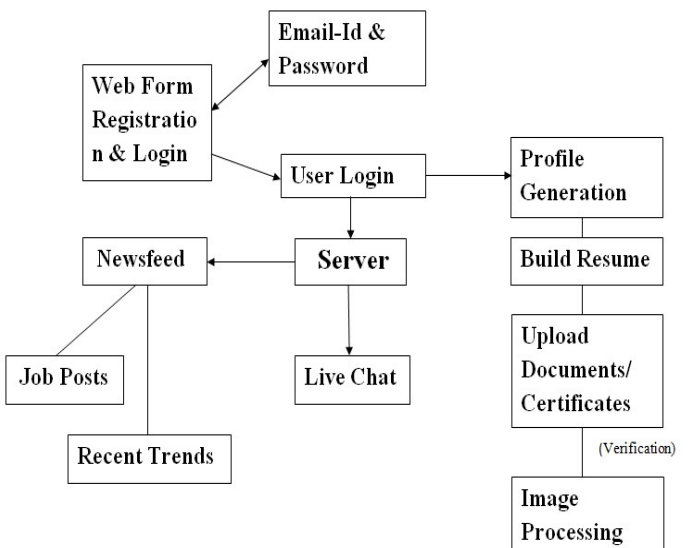 Email-Id &
Password
Web Form
Registratio
n & Login
User Login
Profile
Generation
Newsfeed
Server
Build Resume
Job Posts
Live Chat
Upload
Documents/
Certificates
Recent Trends
(Verification)
Image
Processing